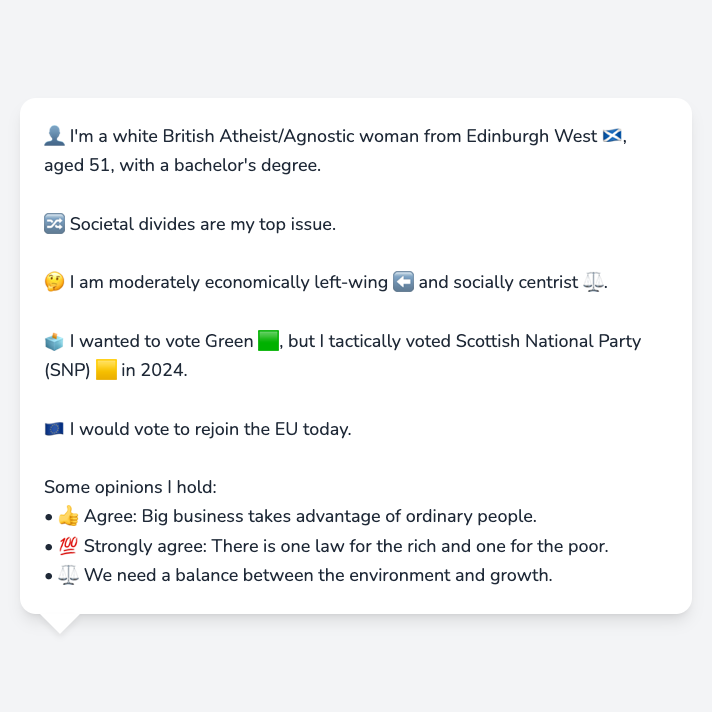 👤 I'm a white British Atheist/Agnostic woman from Edinburgh West 🏴󠁧󠁢󠁳󠁣󠁴󠁿,
aged 51, with a bachelor's degree.
🔀 Societal divides are my top issue.
🤔 I am moderately economically left-wing ⬅️ and socially centrist ⚖️.
🗳️ I wanted to vote Green 🟩, but I tactically voted Scottish National Party
(SNP) 🟨 in 2024.
🇪🇺 I would vote to rejoin the EU today.
Some opinions I hold:
• 👍 Agree: Big business takes advantage of ordinary people.
• 💯 Strongly agree: There is one law for the rich and one for the poor.
• ⚖️ We need a balance between the environment and growth.